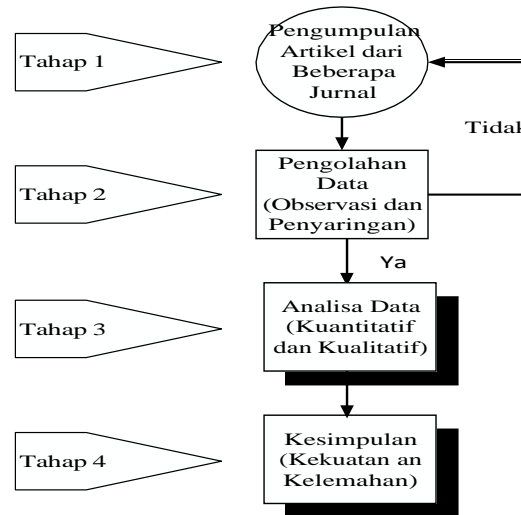 Tahap 1
Pengumpulan
Artikel dari
Beberapa
Jurnal
Tidak
Tahap 2
Pengolahan
Data
(Observasi dan
Penyaringan)
Ya
Tahap 3
Analisa Data
(Kuantitatif
dan Kualitatif)
Tahap 4
Kesimpulan
(Kekuatan an
Kelemahan)